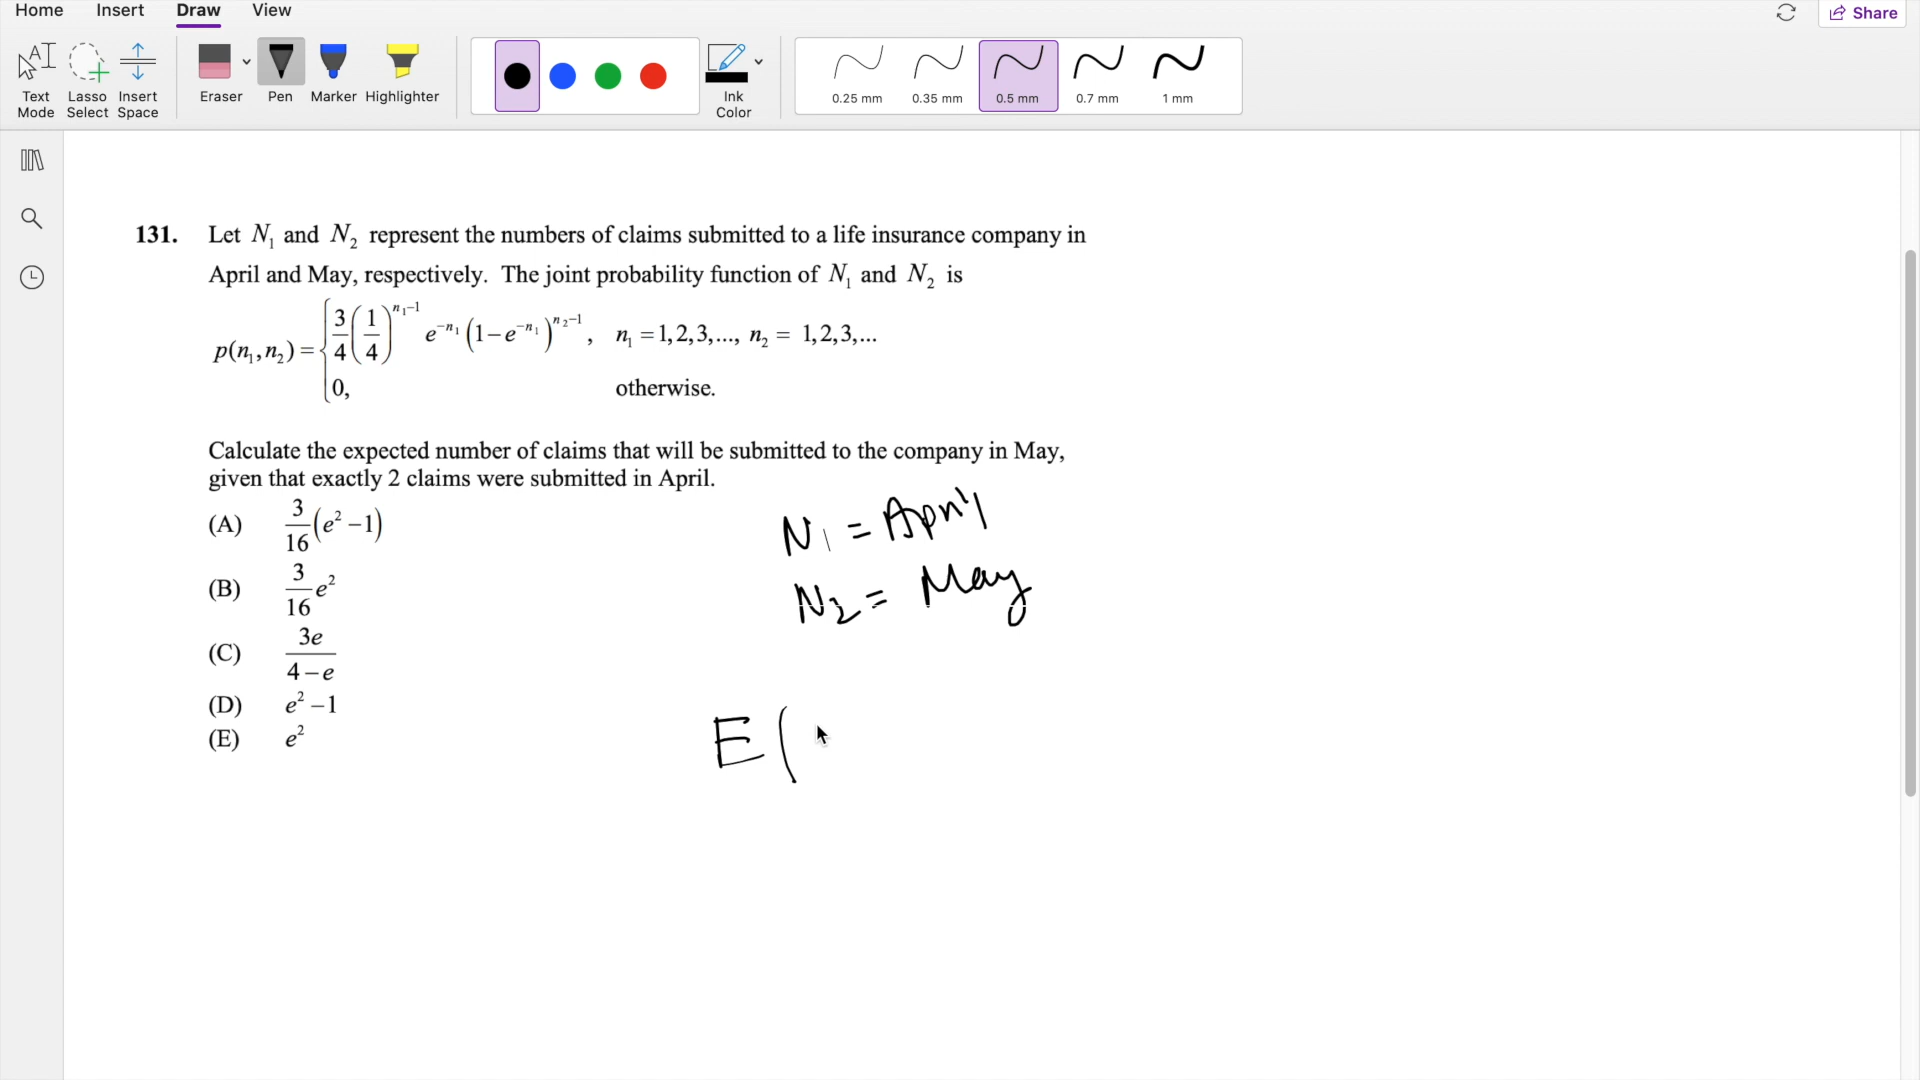 Home Insert Draw View Share
Text Mode Lasso Select Insert Space Eraser Pen Marker Highlighter Ink Color 0.25 mm 0.35 mm 0.5 mm 0.7 mm 1 mm
131. Let N₁ and N₂ represent the numbers of claims submitted to a life insurance company in
April and May, respectively. The joint probability function of N₁ and N₂ is
p(n₁,n₂) = { 3/4 (1/4)^(n₁−1) e^(−n₁) (1−e^(−n₁))^(n₂−1), n₁ = 1,2,3,..., n₂ = 1,2,3,...
0, otherwise.
Calculate the expected number of claims that will be submitted to the company in May,
given that exactly 2 claims were submitted in April.
(A) 3/16 (e² −1)
(B) 3/16 e²
(C) 3e/(4−e)
(D) e² −1
(E) e²
N₁ = April
N₂ = May
E (